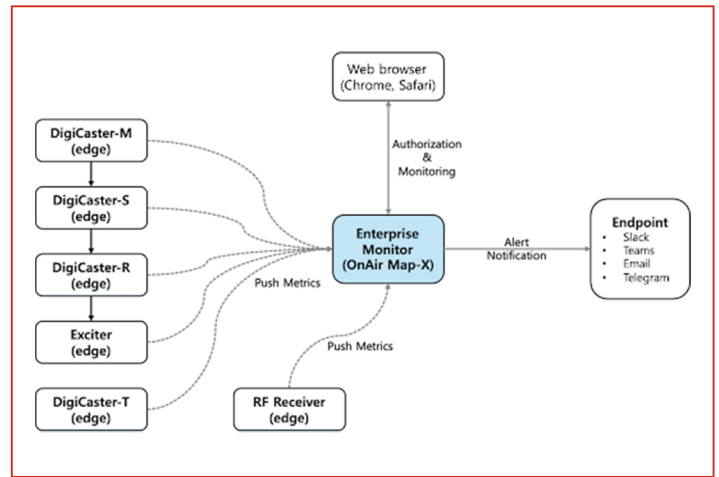 Web browser
(Chrome, Safari)
DigiCaster-M
(edge)
Authorization
&
Monitoring
DigiCaster-S
(edge)
Enterprise
Monitor
(OnAir Map-X)
Alert
Notification
Endpoint
• Slack
• Teams
• Email
• Telegram
DigiCaster-R
(edge)
Push Metrics
Exciter
(edge)
Push Metrics
DigiCaster-T
(edge)
RF Receiver
(edge)